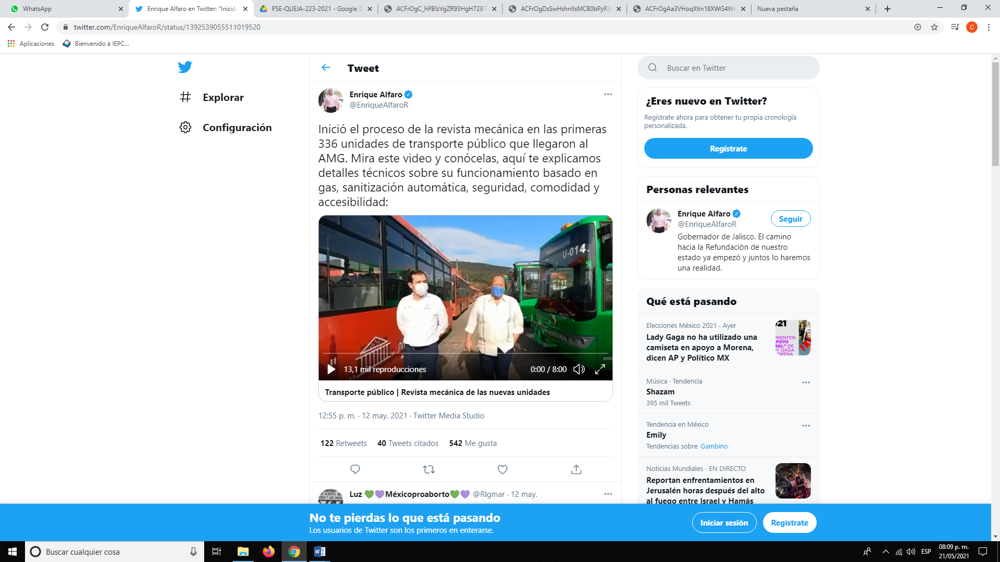 WhatsApp
Enrique Alfaro en Twitter: "Inició
PSE-QUEJA-223-2021 - Google D
ACFrOgC_hPBIzVgZR93HgH72B7
Nueva pestaña
twitter.com/EnriqueAlfaroR/status/1392539055511019520
Aplicaciones
Bienvenido a IEPC...
Explorar
Configuración
Tweet
Enrique Alfaro
@EnriqueAlfaroR
Inició el proceso de la revista mecánica en las primeras
336 unidades de transporte público que llegaron al
AMG. Mira este video y conócelas, aquí te explicamos
detalles técnicos sobre su funcionamiento basado en
gas, sanitización automática, seguridad, comodidad y
accesibilidad:
U-014.
13,1 mil reproducciones
0:00 / 8:00
Transporte público | Revista mecánica de las nuevas unidades
12:55 p. m. · 12 may. 2021 · Twitter Media Studio
122 Retweets 40 Tweets citados 542 Me gusta
Luz 💚💜Méxicoproaborto💚💜 @RIgmar · 12 may.
Buscar en Twitter
¿Eres nuevo en Twitter?
Regístrate ahora para obtener tu propia cronología
personalizada.
Regístrate
Personas relevantes
Enrique Alfaro
@EnriqueAlfaroR
Seguir
Gobernador de Jalisco. El camino
hacia la Refundación de nuestro
estado ya empezó y juntos lo haremos
una realidad.
Qué está pasando
Elecciones México 2021 · Ayer
Lady Gaga no ha utilizado una
camiseta en apoyo a Morena,
dicen AP y Político MX
Música · Tendencia
Shazam
395 mil Tweets
Tendencia en México
Emily
Tendencias sobre Gambino
Noticias Mundiales · EN DIRECTO
Reportan enfrentamientos en
Jerusalén horas después del alto
al fuego entre Israel y Hamás
No te pierdas lo que está pasando
Los usuarios de Twitter son los primeros en enterarse.
Iniciar sesión
Regístrate
Buscar cualquier cosa
ESP
08:09 p. m.
21/05/2021